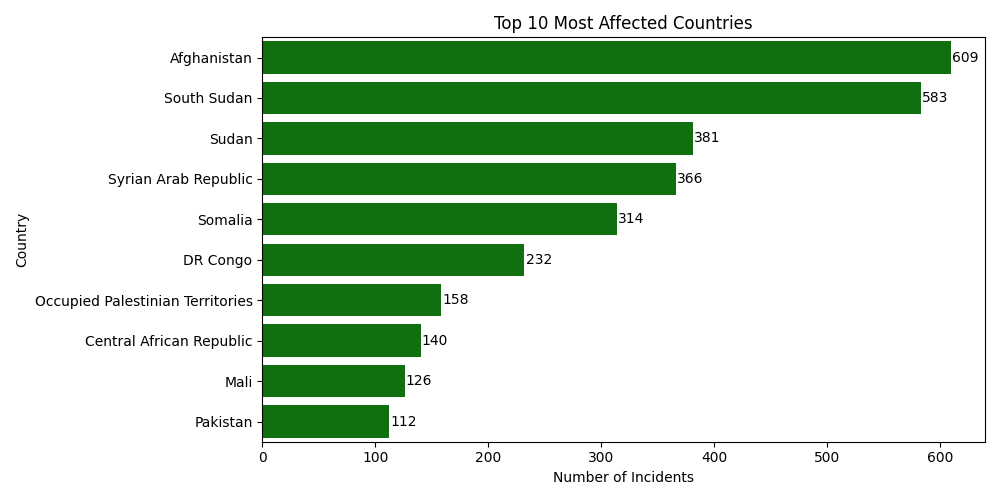 Top 10 Most Affected Countries
Country
Afghanistan 609
South Sudan 583
Sudan 381
Syrian Arab Republic 366
Somalia 314
DR Congo 232
Occupied Palestinian Territories 158
Central African Republic 140
Mali 126
Pakistan 112
0 100 200 300 400 500 600
Number of Incidents